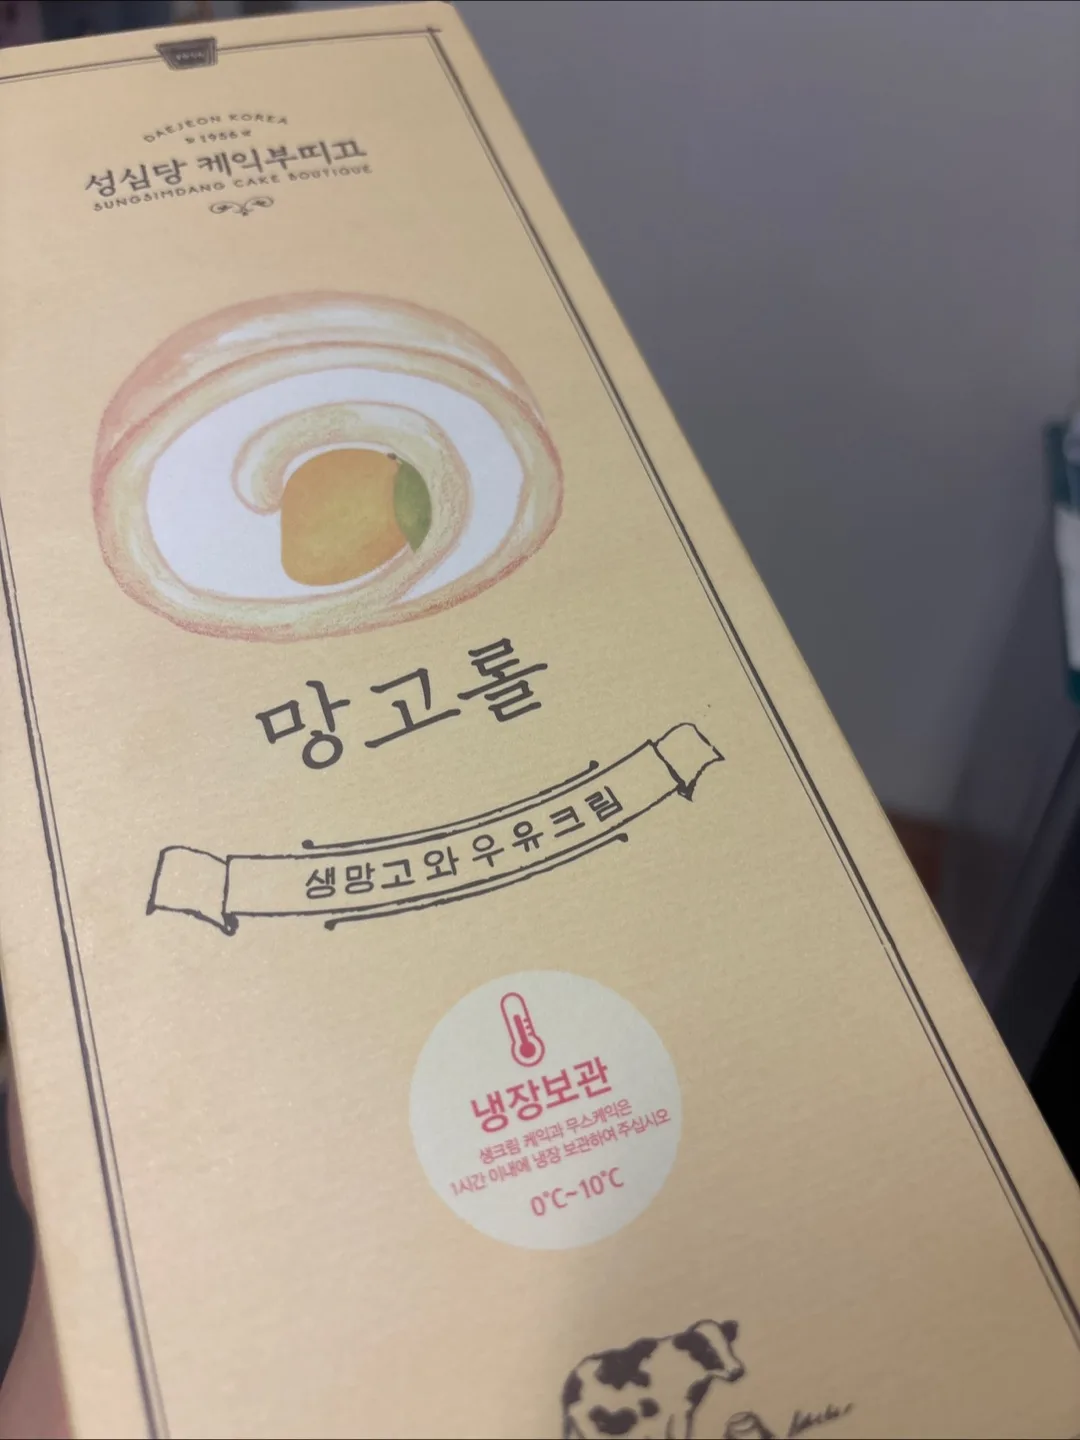 DAEJEON KOREA
1956
성심당 케익부띠끄
SUNGSIMDANG CAKE BOUTIQUE
망고롤
생망고와 우유크림
냉장보관
생크림 케익과 무스케익은
1시간 이내에 냉장 보관하여 주십시오
0℃~10℃